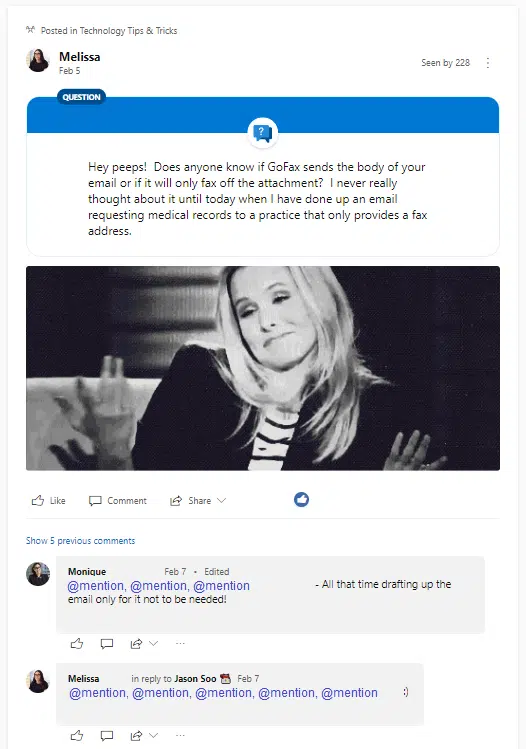 Posted in Technology Tips & Tricks
Melissa
Feb 5
Seen by 228
QUESTION
?
Hey peeps! Does anyone know if GoFax sends the body of your
email or if it will only fax off the attachment? I never really
thought about it until today when I have done up an email
requesting medical records to a practice that only provides a fax
address.
Like
Comment
Share
Show 5 previous comments
Monique Feb 7 • Edited
@mention, @mention, @mention - All that time drafting up the
email only for it not to be needed!
Melissa in reply to Jason Soo Feb 7
@mention, @mention, @mention, @mention, @mention :)